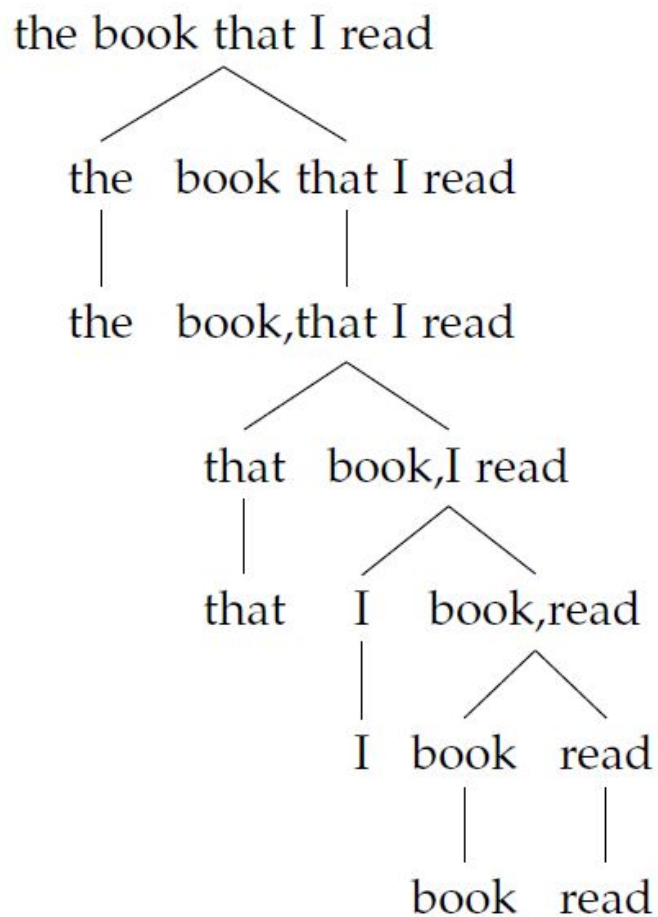 the book that I read
the book that I read
the book,that I read
that book,I read
that I book,read
I book read
book read